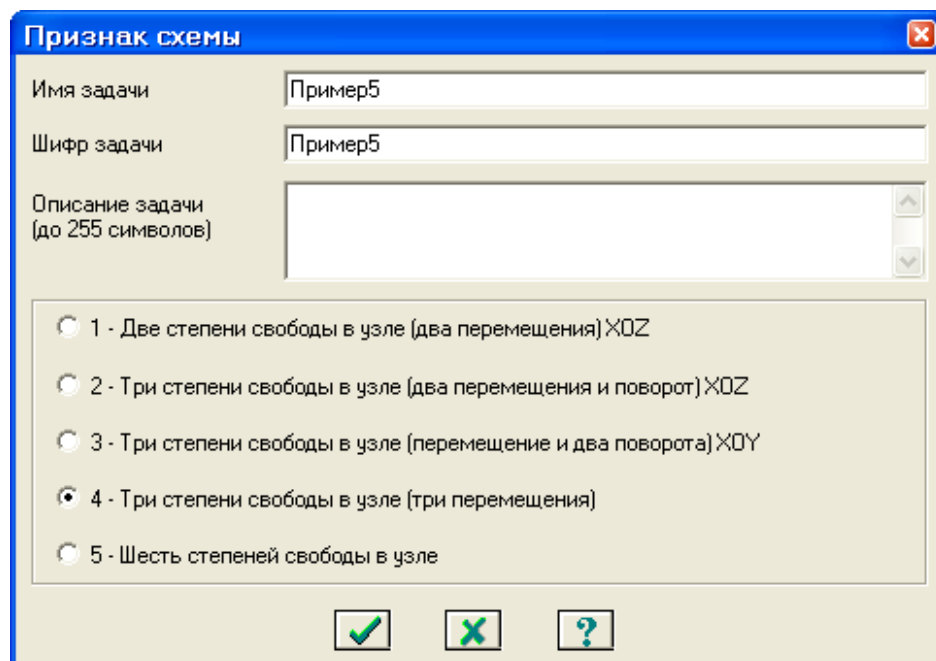 Признак схемы
Имя задачи
Пример5
Шифр задачи
Пример5
Описание задачи
(до 255 символов)
1 - Две степени свободы в узле (два перемещения) XOZ
2 - Три степени свободы в узле (два перемещения и поворот) XOZ
3 - Три степени свободы в узле (перемещение и два поворота) XOY
4 - Три степени свободы в узле (три перемещения)
5 - Шесть степеней свободы в узле